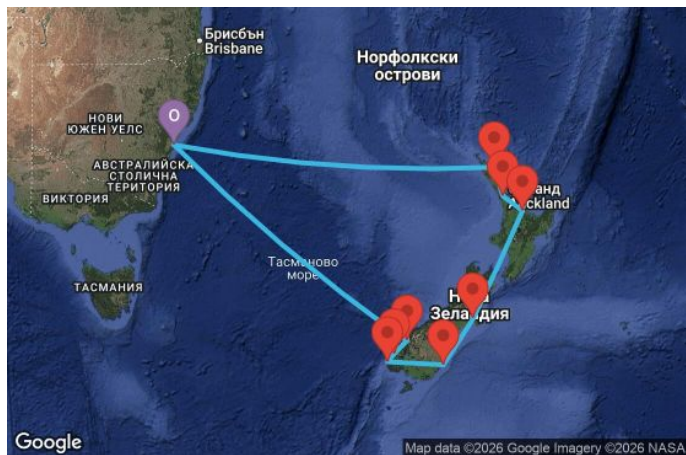 Брисбън
Brisbane
Норфолкски
острови
О
НОВИ
ЮЖЕН УЕЛС
АВСТРАЛИЙСКА
СТОЛИЧНА
ТЕРИТОРИЯ
ВИКТОРИЯ
Auckland
Тасманово
море
ТАСМАНИЯ
Нова
Зеландия
Google
Map data ©2026 Google Imagery ©2026 NASA